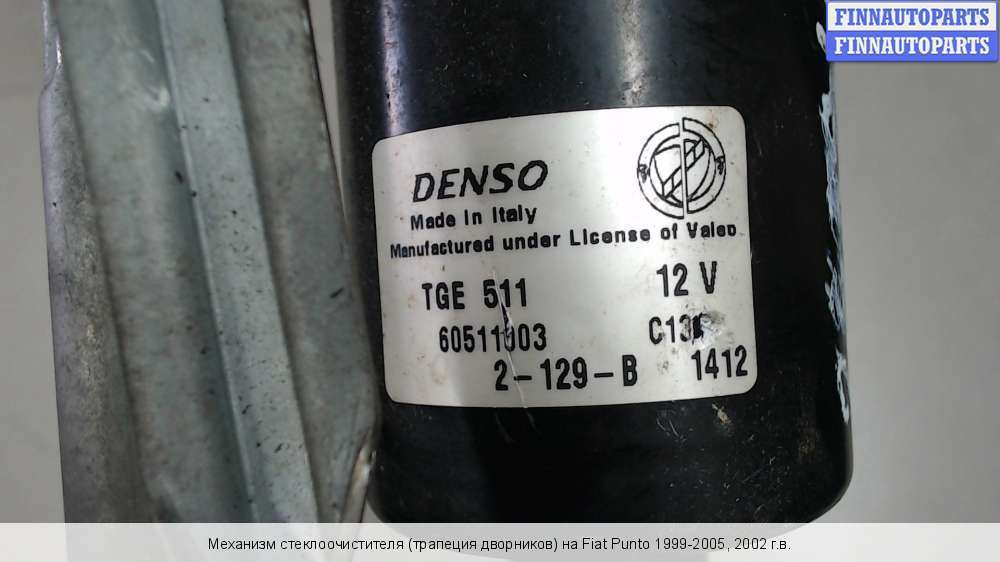 FINNAUTOPARTS
FINNAUTOPARTS
DENSO
Made in Italy
Manufactured under License of Valeo
TGE 511 12 V
60511003
2-129-B 1412
Механизм стеклоочистителя (трапеция дворников) на Fiat Punto 1999-2005, 2002 г.в.